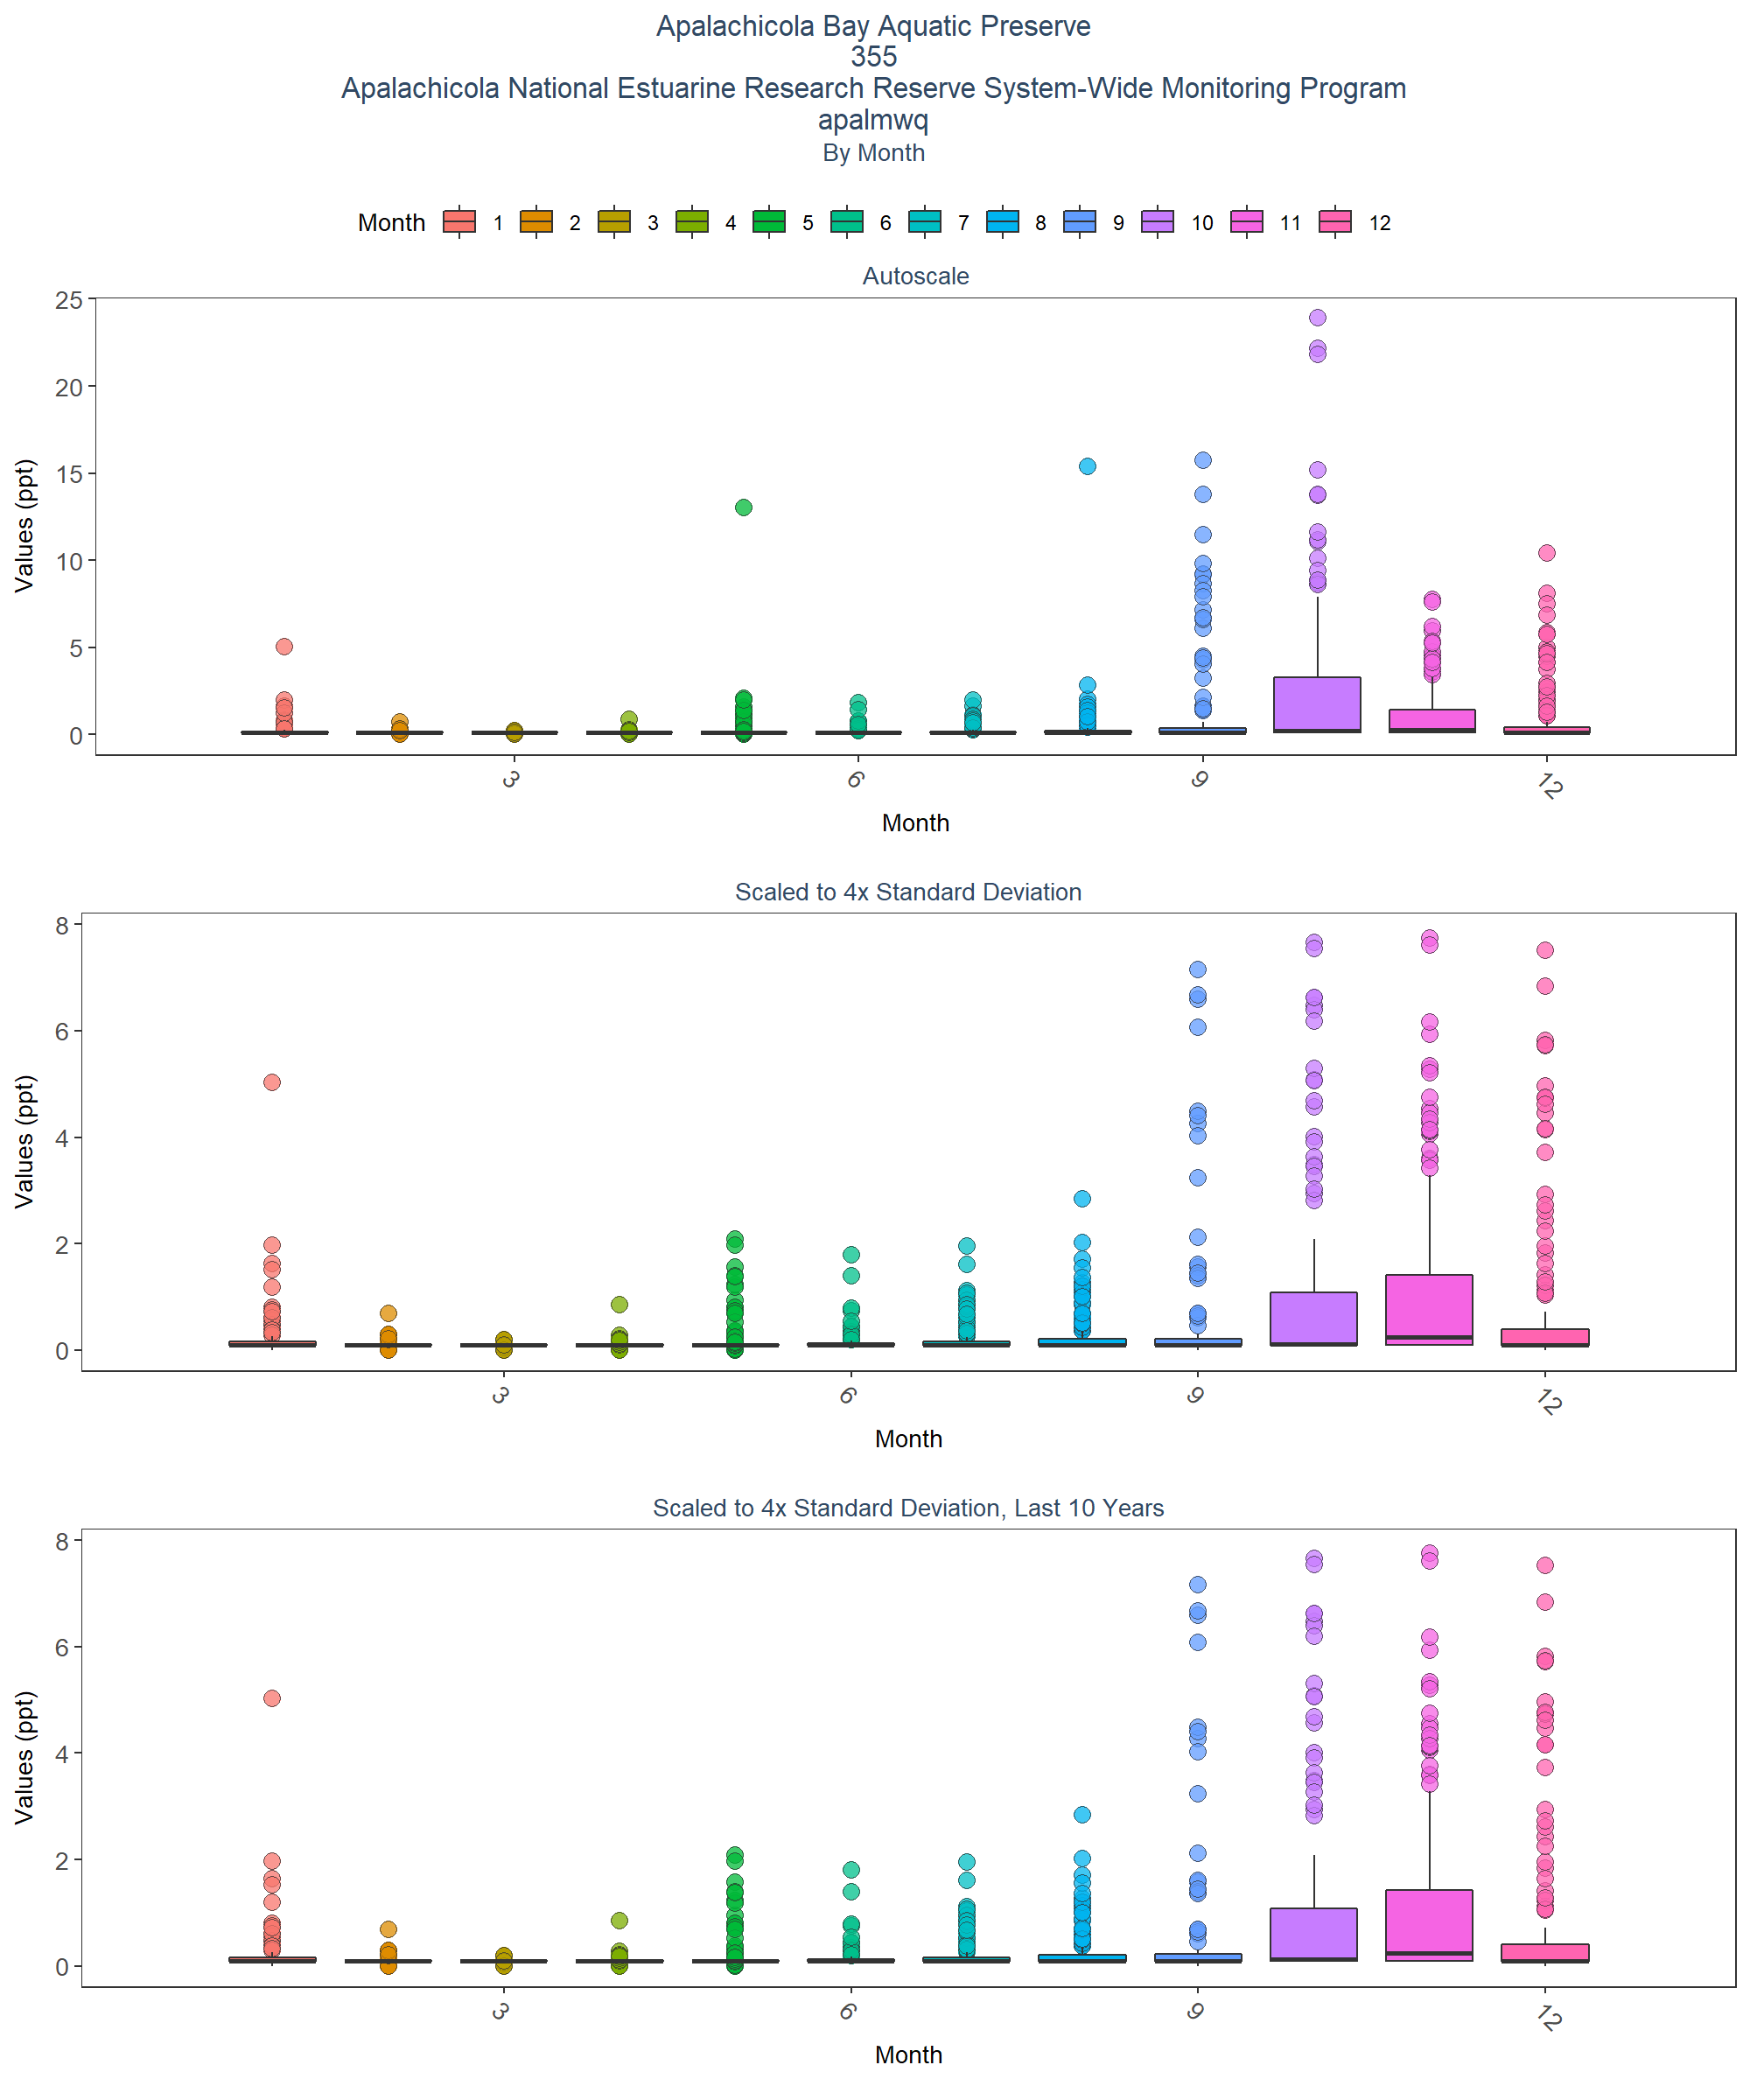 Apalachicola Bay Aquatic Preserve
355
Apalachicola National Estuarine Research Reserve System-Wide Monitoring Program
apalmwq
By Month
Month 1 2 3 4 5 6 7 8 9 10 11 12
Autoscale
25
20
15
10
5
0
Values (ppt)
3 6 9 12
Month
Scaled to 4x Standard Deviation
8
6
4
2
0
Values (ppt)
3 6 9 12
Month
Scaled to 4x Standard Deviation, Last 10 Years
8
6
4
2
0
Values (ppt)
3 6 9 12
Month